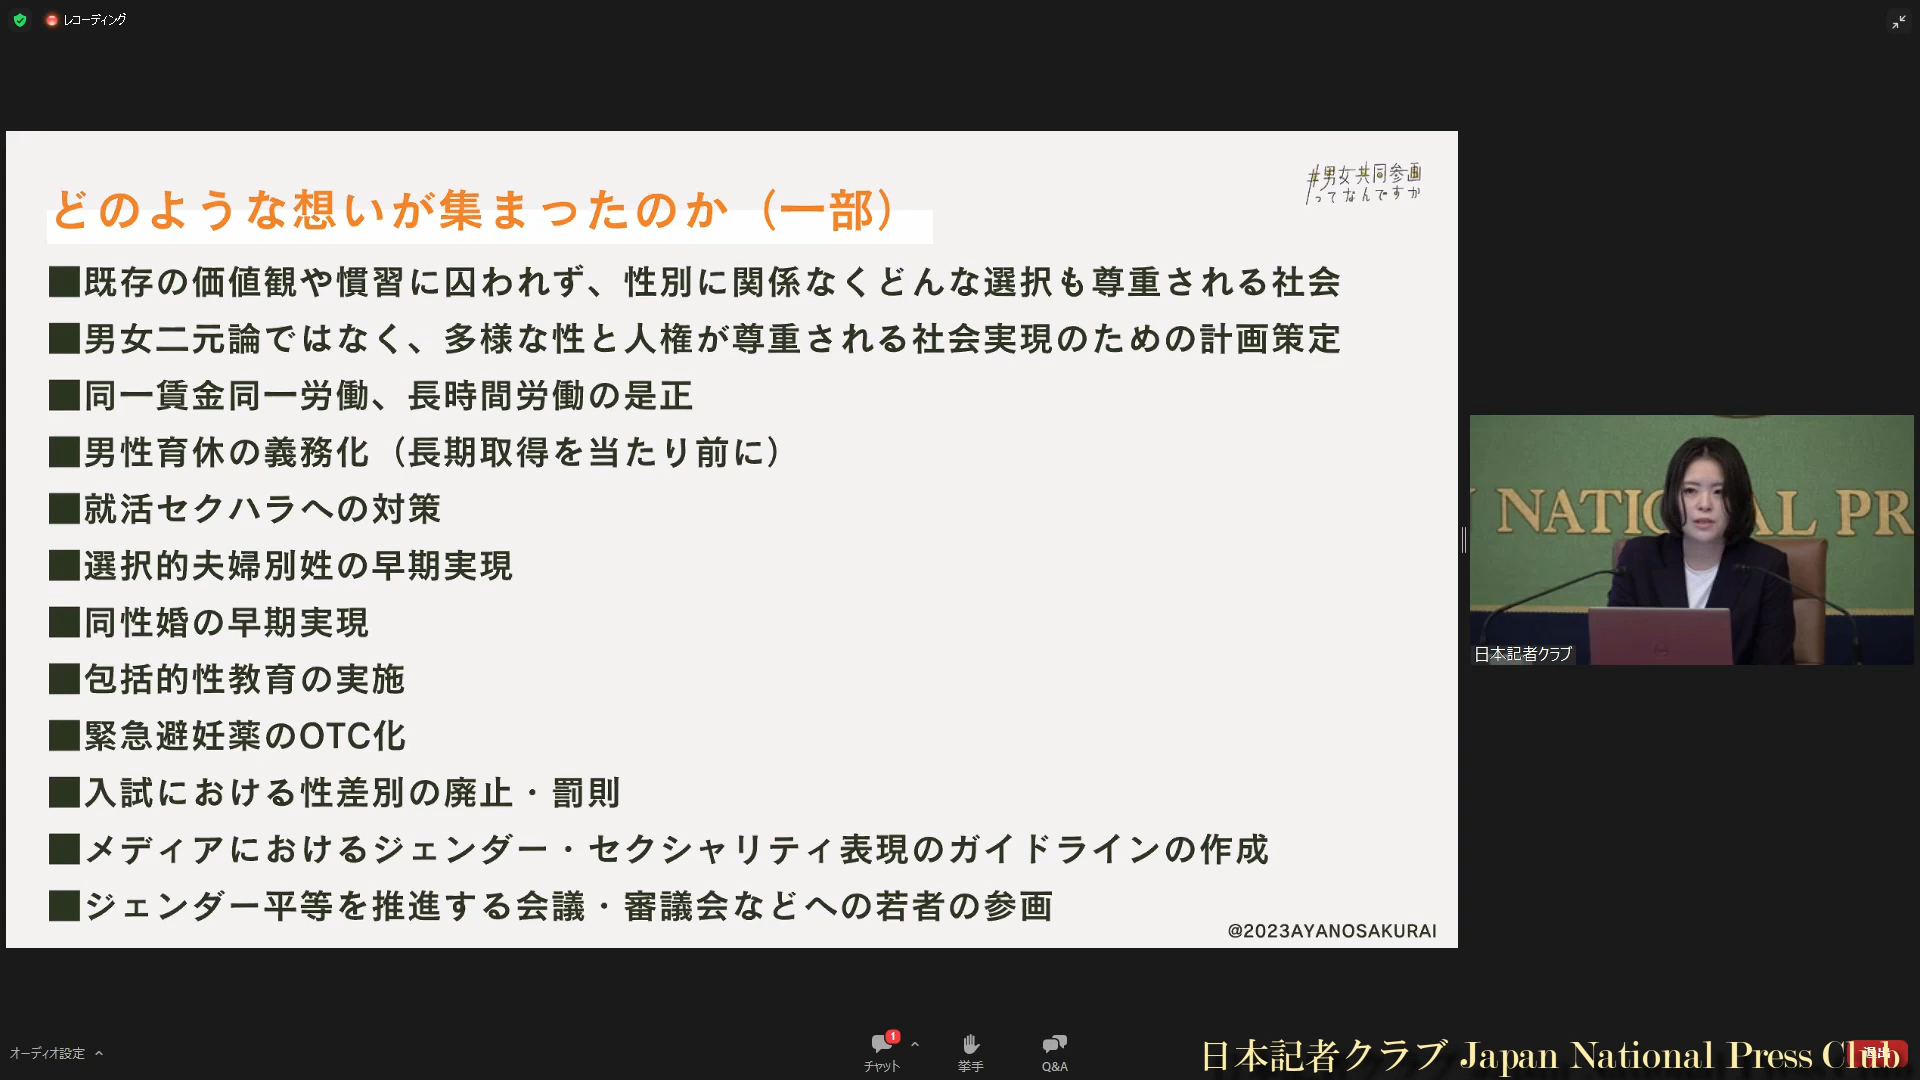 レコーディング
#男女共同参画
ってなんですか
どのような想いが集まったのか（一部）
■既存の価値観や慣習に囚われず、性別に関係なくどんな選択も尊重される社会
■男女二元論ではなく、多様な性と人権が尊重される社会実現のための計画策定
■同一賃金同一労働、長時間労働の是正
■男性育休の義務化（長期取得を当たり前に）
■就活セクハラへの対策
■選択的夫婦別姓の早期実現
■同性婚の早期実現
■包括的性教育の実施
■緊急避妊薬のOTC化
■入試における性差別の廃止・罰則
■メディアにおけるジェンダー・セクシャリティ表現のガイドラインの作成
■ジェンダー平等を推進する会議・審議会などへの若者の参画
@2023AYANOSAKURAI
NATIONAL PR
日本記者クラブ
オーディオ設定
1
チャット
挙手
Q&A
日本記者クラブ Japan National Press Club
退出